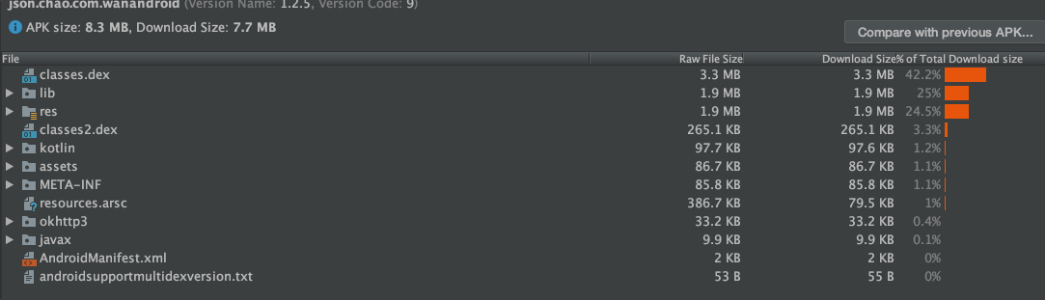 json.chao.com.wanandroid (Version Name: 1.2.5, Version Code: 9)
APK size: 8.3 MB, Download Size: 7.7 MB
Compare with previous APK...
File Raw File Size Download Size % of Total Download size
classes.dex 3.3 MB 3.3 MB 42.2%
lib 1.9 MB 1.9 MB 25%
res 1.9 MB 1.9 MB 24.5%
classes2.dex 265.1 KB 265.1 KB 3.3%
kotlin 97.7 KB 97.6 KB 1.2%
assets 86.7 KB 86.7 KB 1.1%
META-INF 85.8 KB 85.8 KB 1.1%
resources.arsc 386.7 KB 79.5 KB 1%
okhttp3 33.2 KB 33.2 KB 0.4%
javax 9.9 KB 9.9 KB 0.1%
AndroidManifest.xml 2 KB 2 KB 0%
androidsupportmultidexversion.txt 53 B 55 B 0%